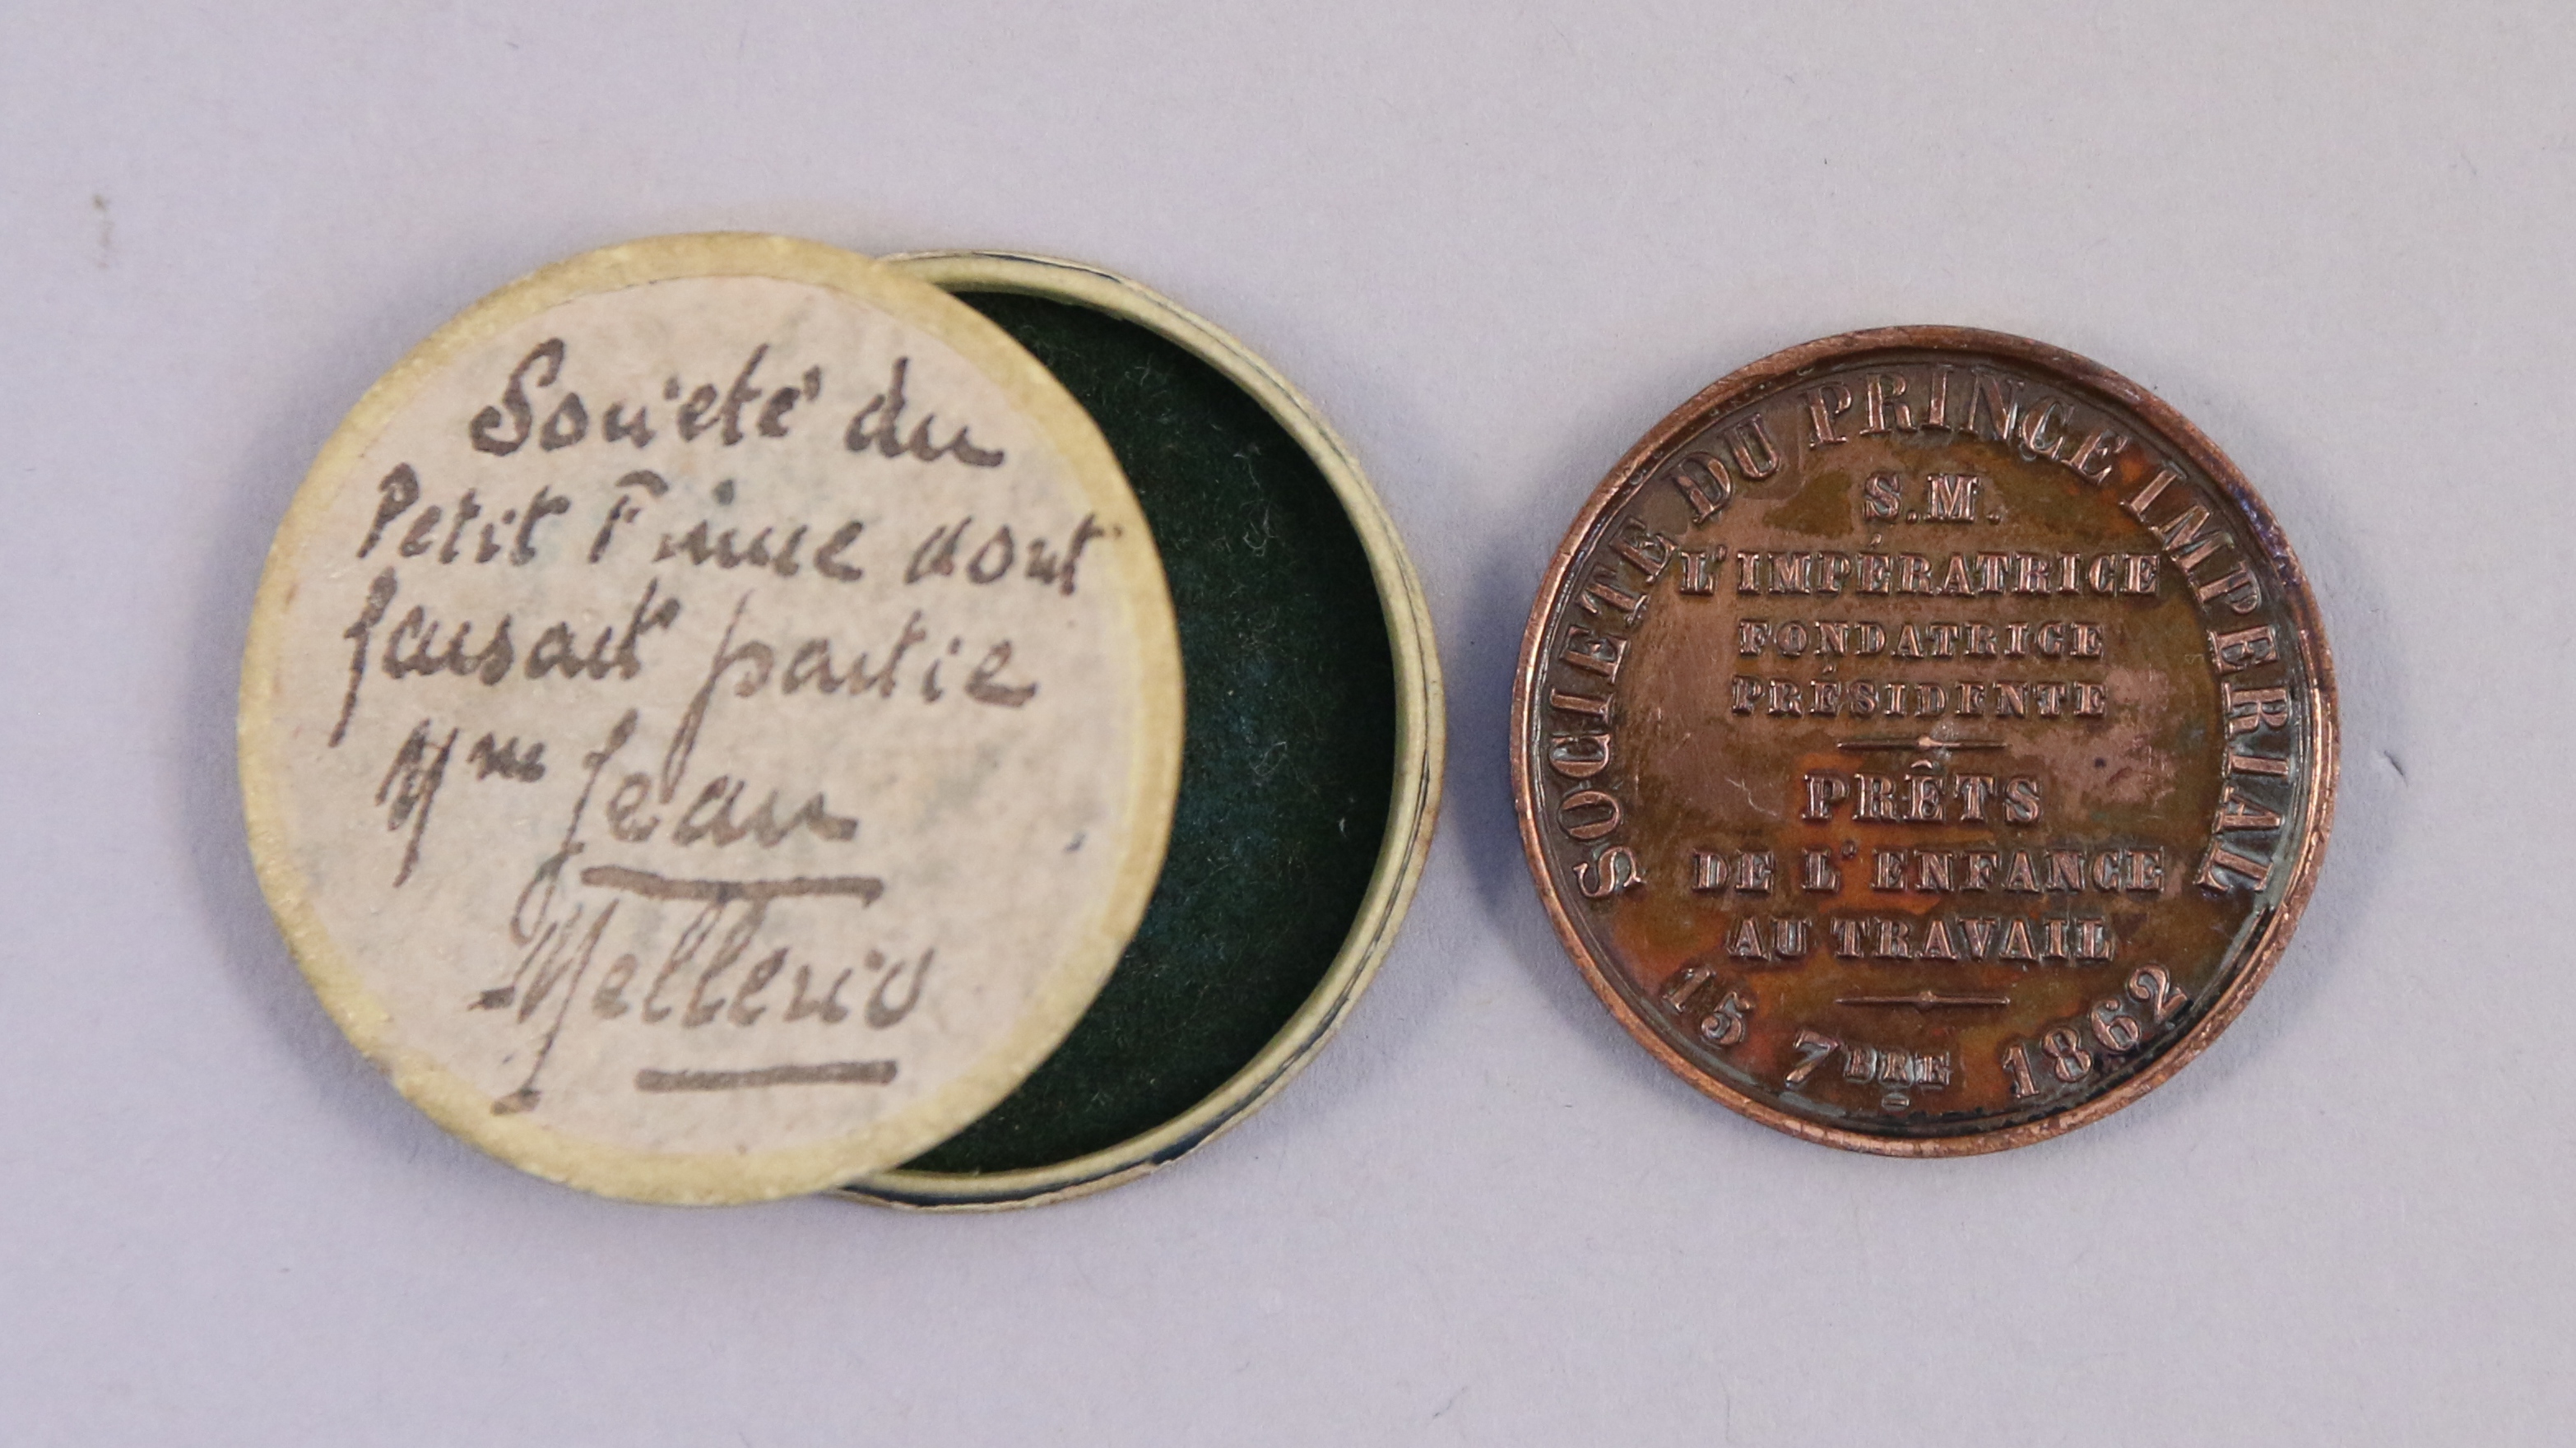 Société du
Petit Prince dont
faisait partie
Mme Jean
Mellerio
SOCIETE DU PRINCE IMPERIAL
S.M.
L'IMPÉRATRICE
FONDATRICE
PRÉSIDENTE
PRÊTS
DE L'ENFANCE
AU TRAVAIL
15 7BRE 1862